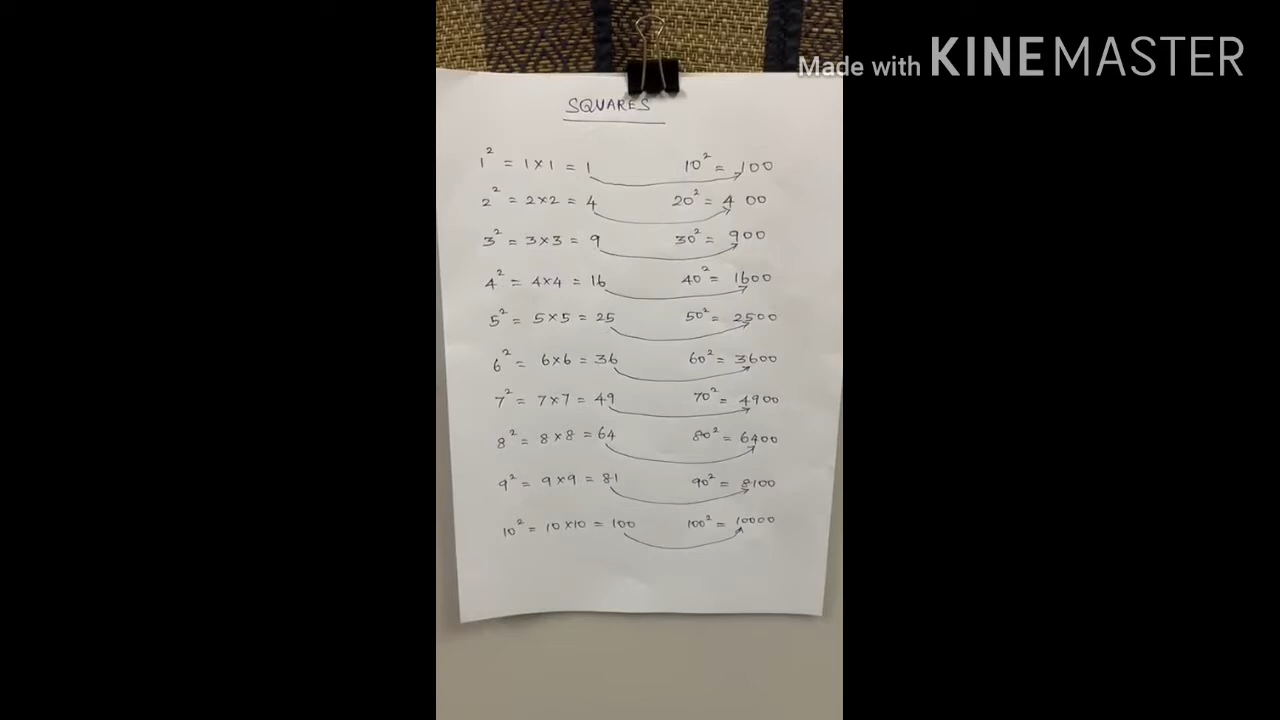 Made with KINEMASTER
SQUARES
1² = 1×1 = 1 10² = 100
2² = 2×2 = 4 20² = 4 00
3² = 3×3 = 9 30² = 900
4² = 4×4 = 16 40² = 1600
5² = 5×5 = 25 50² = 2500
6² = 6×6 = 36 60² = 3600
7² = 7×7 = 49 70² = 4900
8² = 8×8 = 64 80² = 6400
9² = 9×9 = 81 90² = 8100
10² = 10×10 = 100 100² = 10000